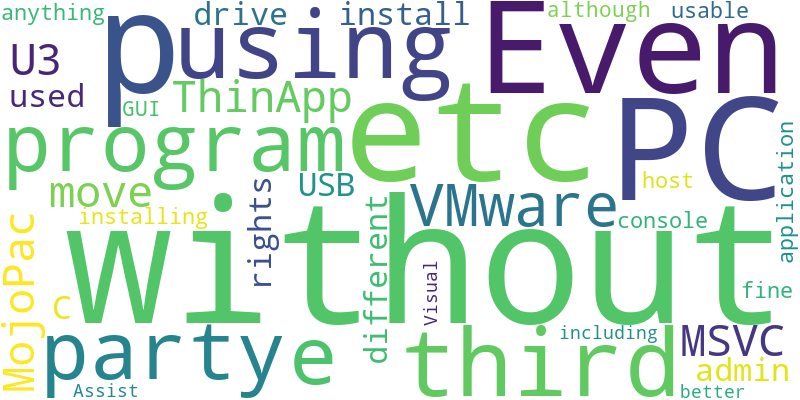 anything
p
drive
install
Even
although
usable
U3
using
used
GUI
ThinApp
etc
PC
program
application
move
installing
USB
rights
VMware
host
console
different
without
MojoPac
C
Visual
fine
party
e
third
including
MSVC
admin
Assist
better